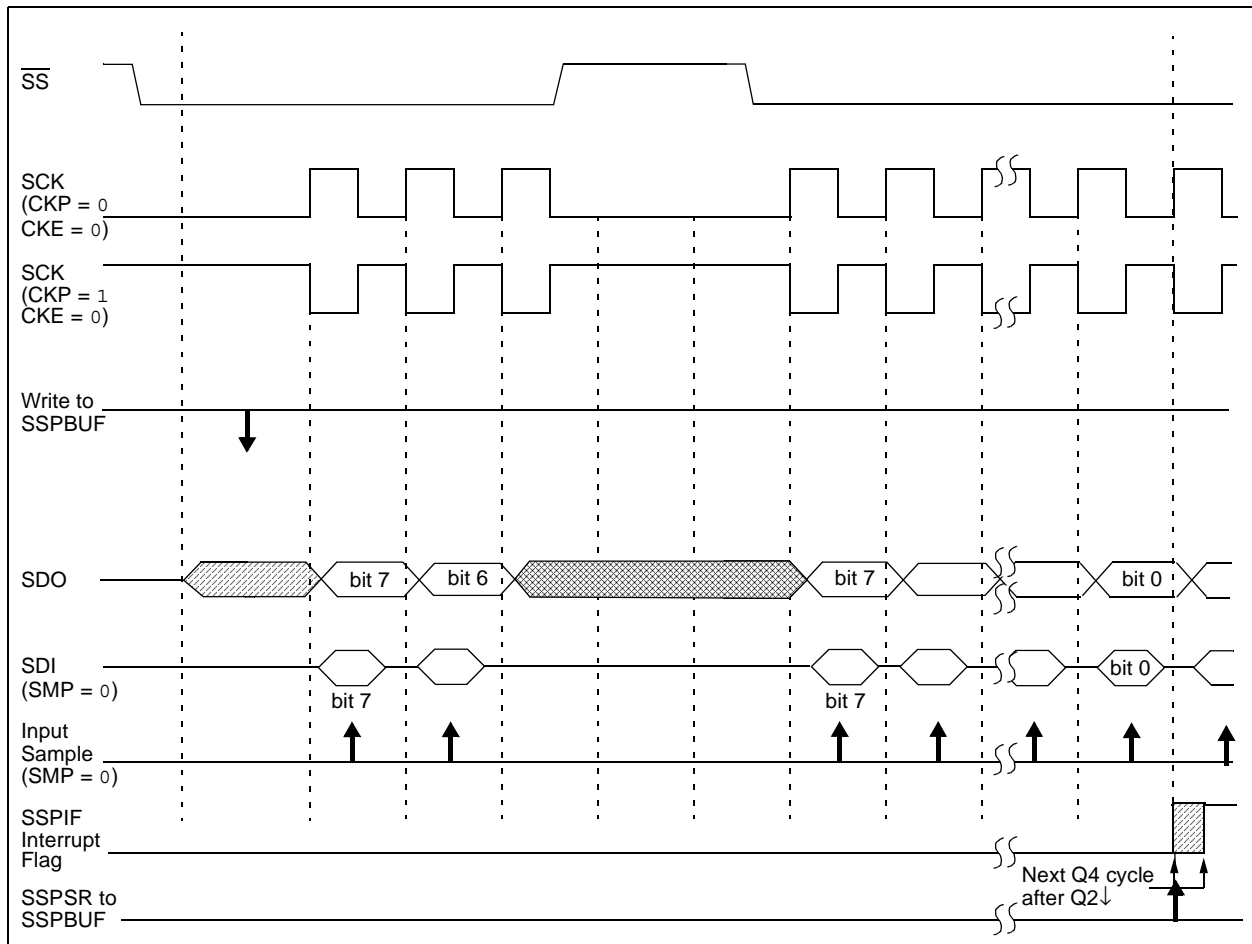 SS
SCK
(CKP = 0
CKE = 0)
SCK
(CKP = 1
CKE = 0)
Write to
SSPBUF
SDO
bit 7
bit 6
bit 7
bit 0
SDI
(SMP = 0)
bit 7
bit 7
bit 0
Input
Sample
(SMP = 0)
SSPIF
Interrupt
Flag
Next Q4 cycle
after Q2↓
SSPSR to
SSPBUF